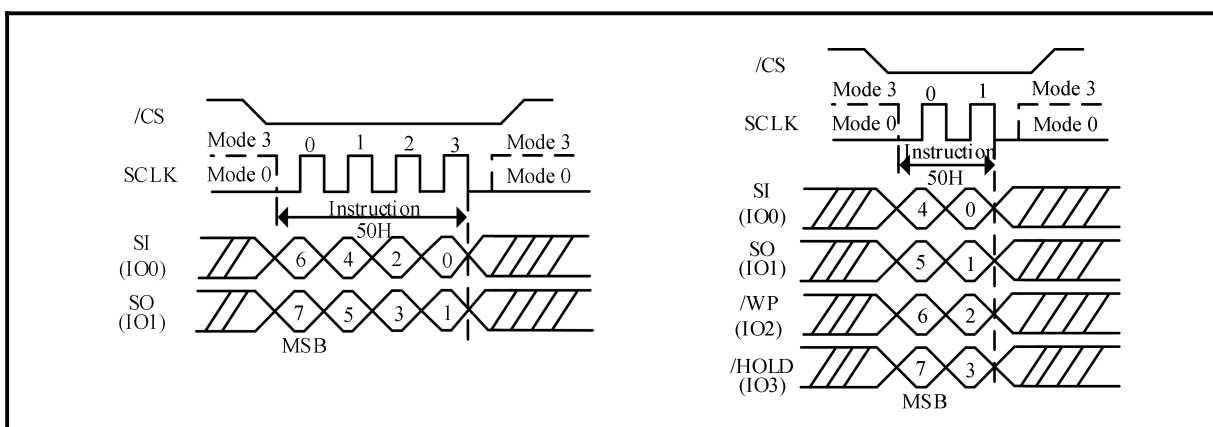 /CS
Mode 3
0 1 2 3
Mode 3
SCLK
Mode 0
Mode 0
Instruction
50H
SI
(IO0)
6 4 2 0
SO
(IO1)
7 5 3 1
MSB
/CS
Mode 3
0 1
Mode 3
SCLK
Mode 0
Mode 0
Instruction
50H
SI
(IO0)
4 0
SO
(IO1)
5 1
/WP
(IO2)
6 2
/HOLD
(IO3)
7 3
MSB